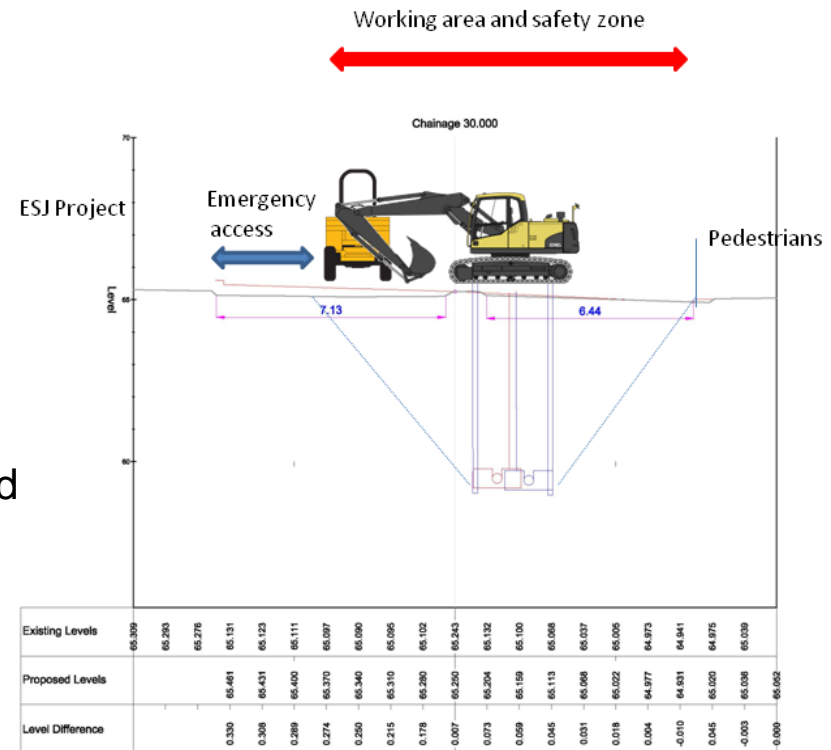 Working area and safety zone
Chainage 30.000
70
ESJ Project
Emergency
access
Pedestrians
Level
65
7.13
6.44
60
d
Existing Levels 65.309 65.293 65.276 65.131 65.123 65.111 65.097 65.090 65.095 65.102 65.243 65.132 65.100 65.068 65.037 65.005 64.973 64.941 64.975 65.039
Proposed Levels 65.461 65.431 65.400 65.370 65.340 65.310 65.280 65.250 65.204 65.159 65.113 65.068 65.022 64.977 64.931 65.020 65.036 65.052
Level Difference 0.330 0.308 0.289 0.274 0.250 0.215 0.178 -0.007 0.073 0.059 0.045 0.031 0.018 0.004 -0.010 0.045 -0.003 -0.000